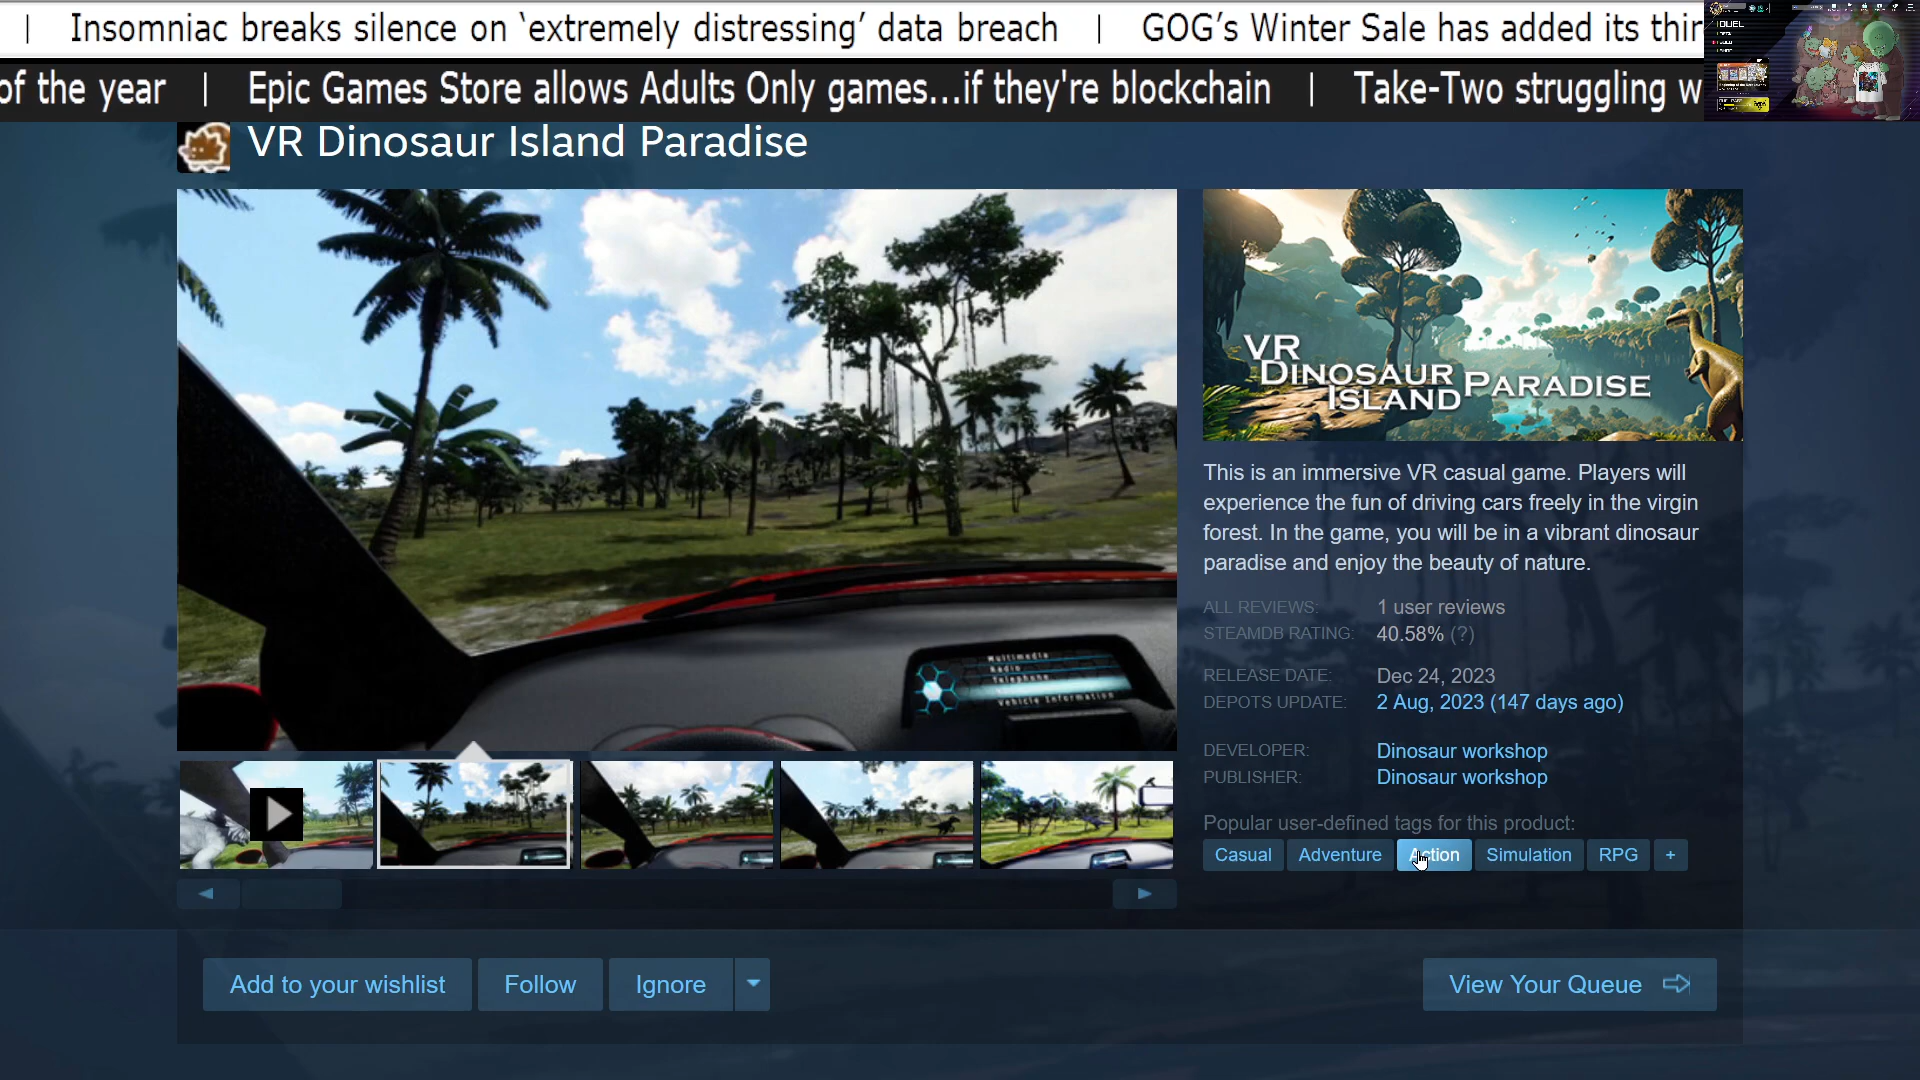 | Insomniac breaks silence on ‘extremely distressing’ data breach | GOG’s Winter Sale has added its thir
of the year | Epic Games Store allows Adults Only games...if they're blockchain | Take-Two struggling w
VR Dinosaur Island Paradise
VR
DINOSAUR
ISLAND PARADISE
Multimedia
Radio
Telephone
Vehicle Information
This is an immersive VR casual game. Players will
experience the fun of driving cars freely in the virgin
forest. In the game, you will be in a vibrant dinosaur
paradise and enjoy the beauty of nature.
ALL REVIEWS: 1 user reviews
STEAMDB RATING: 40.58% (?)
RELEASE DATE: Dec 24, 2023
DEPOTS UPDATE: 2 Aug, 2023 (147 days ago)
DEVELOPER: Dinosaur workshop
PUBLISHER: Dinosaur workshop
Popular user-defined tags for this product:
Casual Adventure Action Simulation RPG +
Add to your wishlist Follow Ignore View Your Queue
DUEL